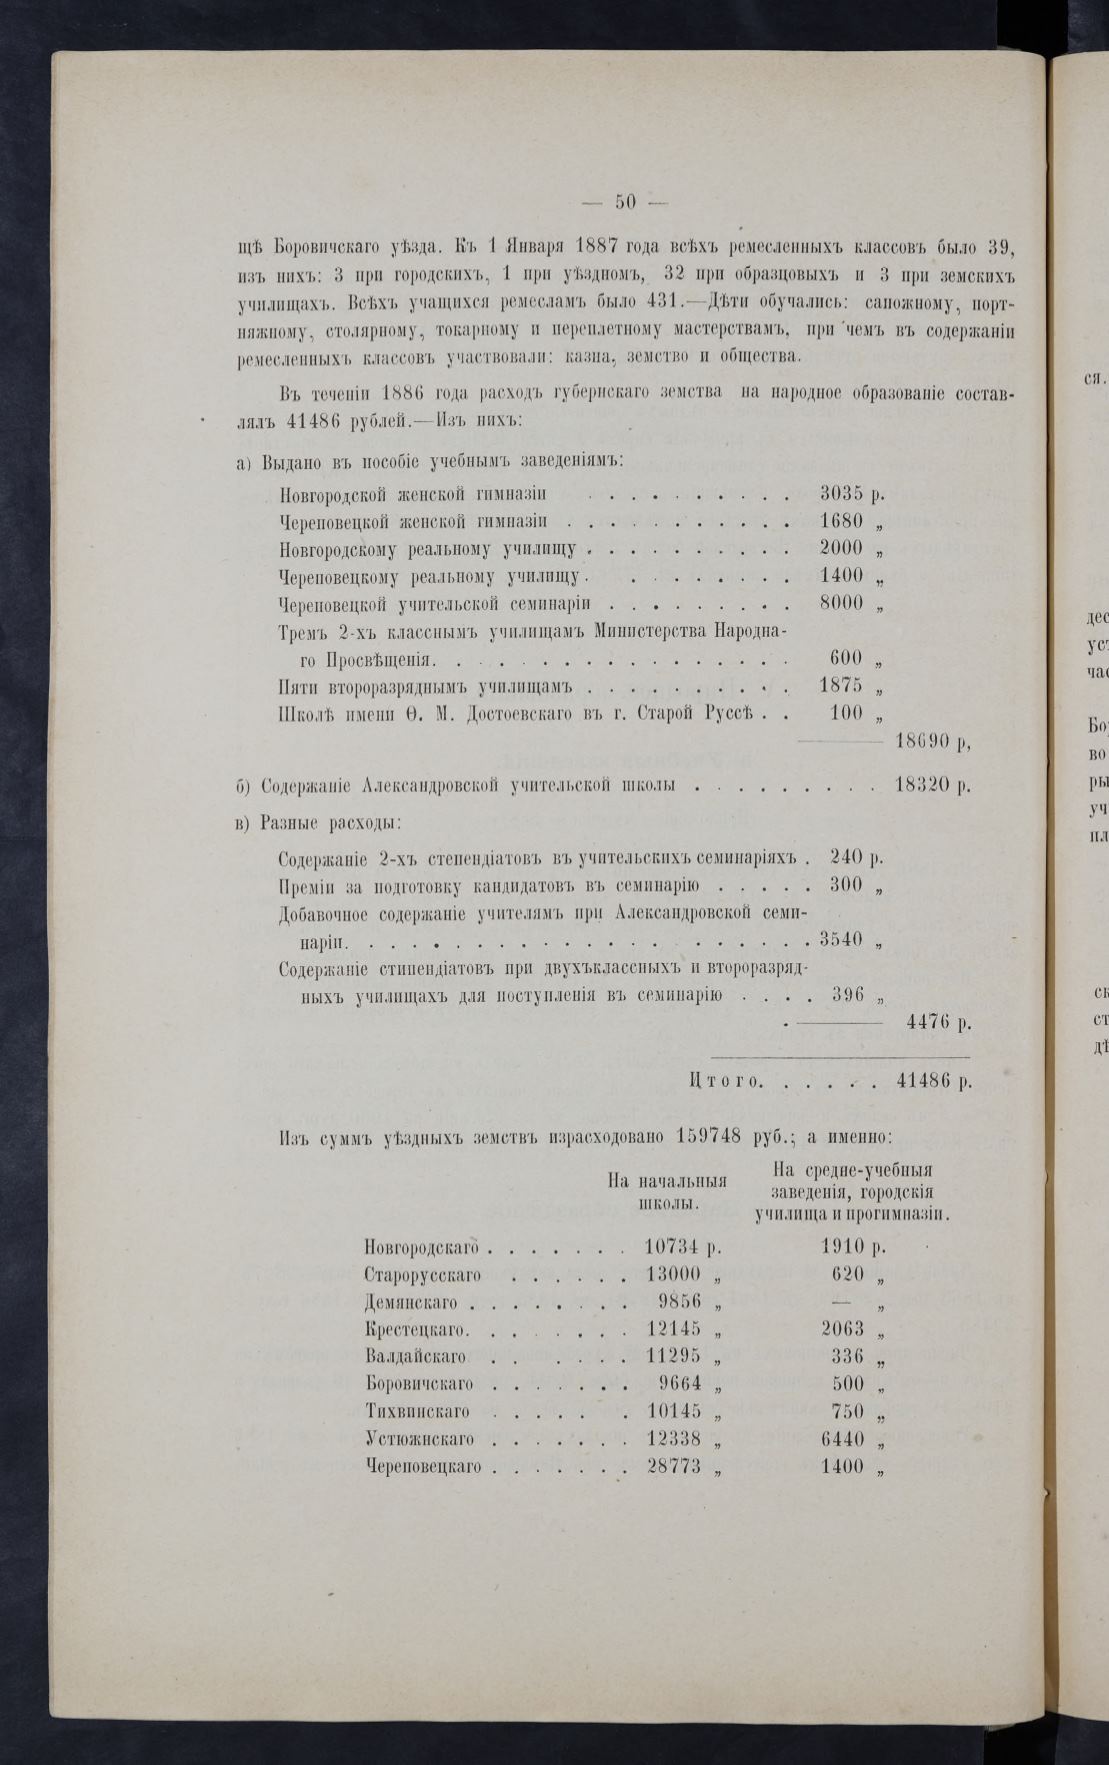 — 50 —
щѣ Боровичскаго уѣзда. Къ 1 Января 1887 года всѣхъ ремесленныхъ классовъ было 39,
изъ нихъ: 3 при городскихъ, 1 при уѣздномъ, 32 при образцовыхъ и 3 при земскихъ
училищахъ. Всѣхъ учащихся ремесламъ было 431.—Дѣти обучались: сапожному, порт-
няжному, столярному, токарному и переплетному мастерствамъ, при чемъ въ содержаніи
ремесленныхъ классовъ участвовали: казна, земство и общества.
Въ теченіи 1886 года расходъ губернскаго земства на народное образованіе состав-
лялъ 41486 рублей.—Изъ нихъ:
а) Выдано въ пособіе учебнымъ заведеніямъ:
Новгородской женской гимназіи . . . . . . . . . . 3035 р.
Череповецкой женской гимназіи . . . . . . . . . . . 1680 „
Новгородскому реальному училищу . . . . . . . . . . 2000 „
Череповецкому реальному училищу . . . . . . . . . 1400 „
Череповецкой учительской семинаріи . . . . . . . . . 8000 „
Тремъ 2-хъ класснымъ училищамъ Министерства Народна-
го Просвѣщенія. . . . . . . . . . . . . . . . . 600 „
Пяти второразряднымъ училищамъ . . . . . . . . . . 1875 „
Школѣ имени Ѳ. М. Достоевскаго въ г. Старой Руссѣ . . 100 „
——— 18690 р,
б) Содержаніе Александровской учительской школы . . . . . . . . . 18320 р.
в) Разные расходы:
Содержаніе 2-хъ степендіатовъ въ учительскихъ семинаріяхъ . 240 р.
Преміи за подготовку кандидатовъ въ семинарію . . . . . 300 „
Добавочное содержаніе учителямъ при Александровской семи-
наріи. . . . . . . . . . . . . . . . . . . . . 3540 „
Содержаніе стипендіатовъ при двухъклассныхъ и второразряд-
ныхъ училищахъ для поступленія въ семинарію . . . . 396 „
——— 4476 р.
Итого. . . . . . 41486 р.
Изъ суммъ уѣздныхъ земствъ израсходовано 159748 руб.; а именно:
На начальныя школы. На средне-учебныя
заведенія, городскія
училища и прогимназіи.
Новгородскаго . . . . . . . 10734 р. 1910 р.
Старорусскаго . . . . . . 13000 „ 620 „
Демянскаго . . . . . . . . 9856 „ — „
Крестецкаго. . . . . . . . 12145 „ 2063 „
Валдайскаго . . . . . . 11295 „ 336 „
Боровичскаго . . . . . . . 9664 „ 500 „
Тихвинскаго . . . . . . 10145 „ 750 „
Устюжнскаго . . . . . . . 12338 „ 6440 „
Череповецкаго . . . . . . . 28773 „ 1400 „
ся.